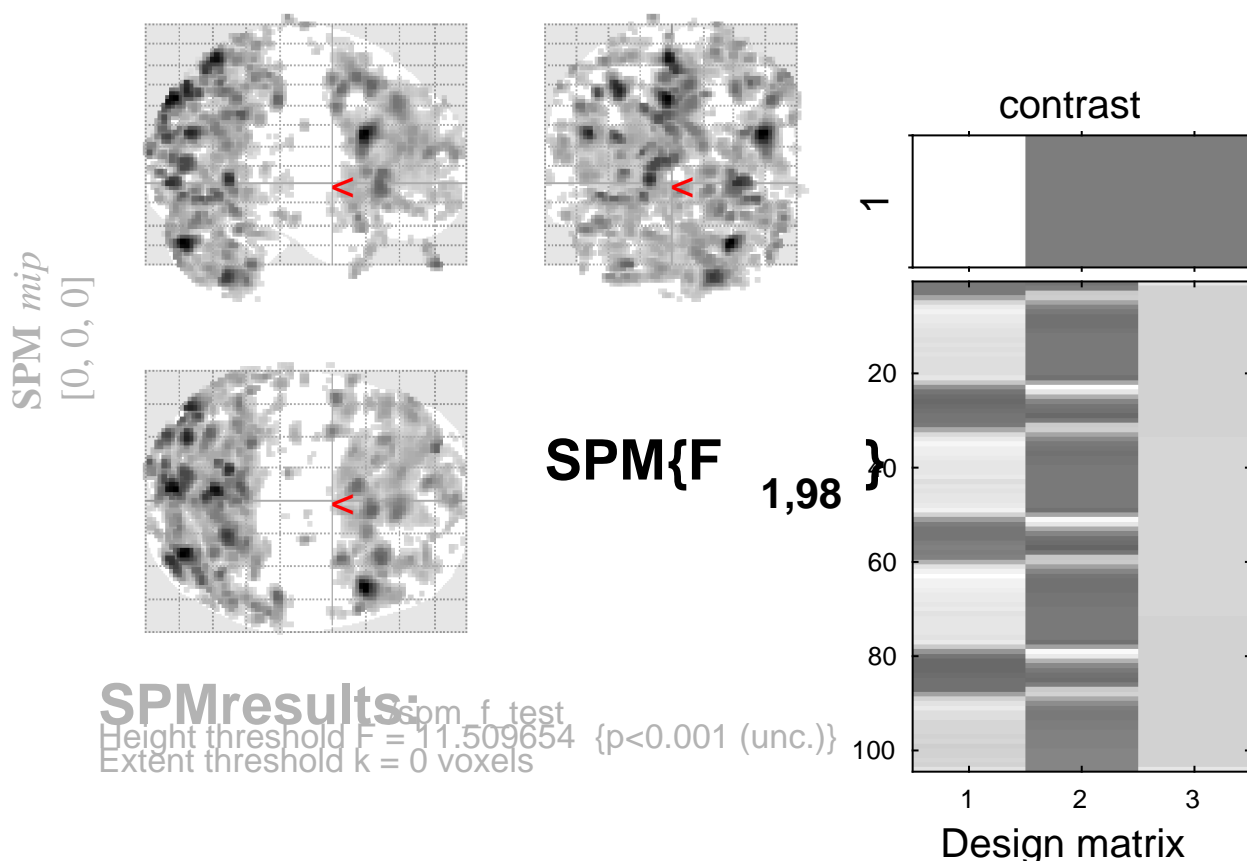 SPM mip
[0, 0, 0]
<
<
<
SPM{F 1,98 }
contrast
1
20
40
60
80
100
1 2 3
Design matrix
SPMresults: ./spm_f_test
Height threshold F = 11.509654 {p<0.001 (unc.)}
Extent threshold k = 0 voxels